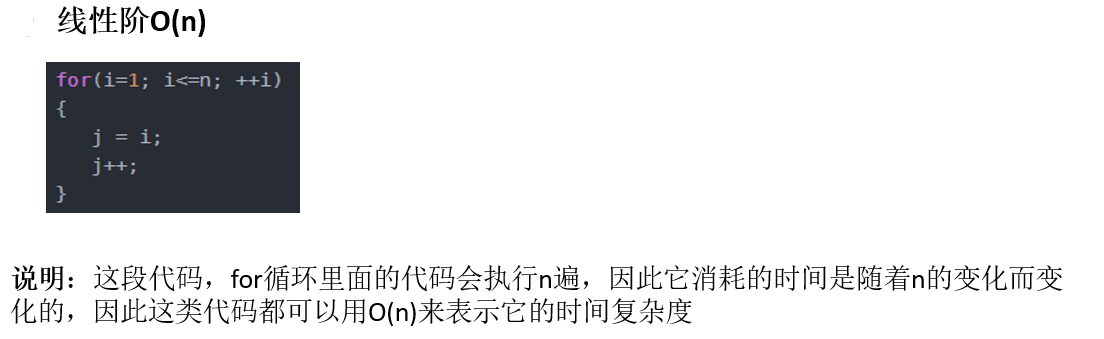 线性阶O(n)
for(i=1; i<=n; ++i)
{
j = i;
j++;
}
说明：这段代码，for循环里面的代码会执行n遍，因此它消耗的时间是随着n的变化而变
化的，因此这类代码都可以用O(n)来表示它的时间复杂度